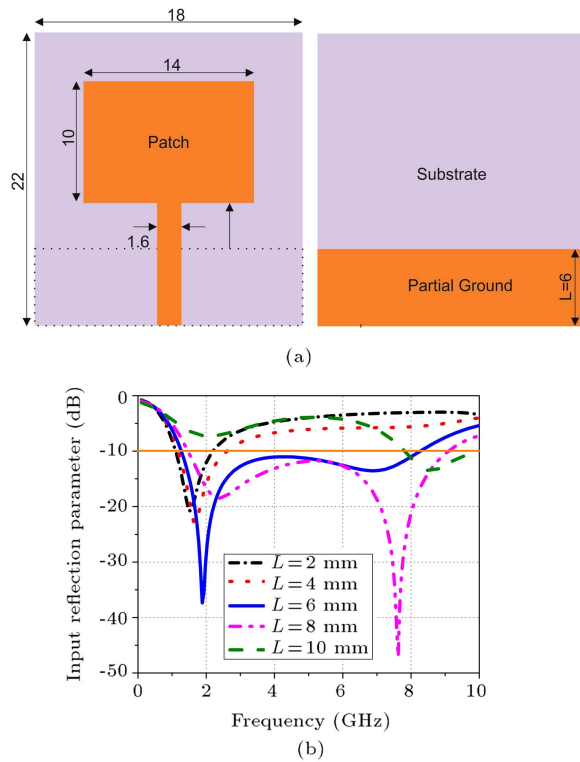 18
14
10
Patch
22
1.6
Substrate
Partial Ground
L=6
(a)
Input reflection parameter (dB)
0
-10
-20
-30
-40
-50
L=2 mm
L=4 mm
L=6 mm
L=8 mm
L=10 mm
0 2 4 6 8 10
Frequency (GHz)
(b)